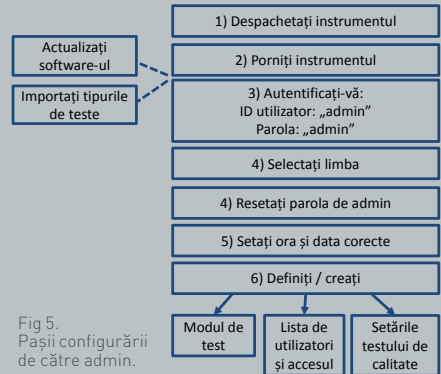 1) Despachetați instrumentul
Actualizați
software-ul
2) Porniți instrumentul
Importați tipurile
de teste
3) Autentificați-vă:
ID utilizator: „admin”
Parola: „admin”
4) Selectați limba
4) Resetați parola de admin
5) Setați ora și data corecte
6) Definiți / creați
Modul de
test
Lista de
utilizatori
și accesul
Setările
testului de
calitate
Fig 5.
Pașii configurării
de către admin.